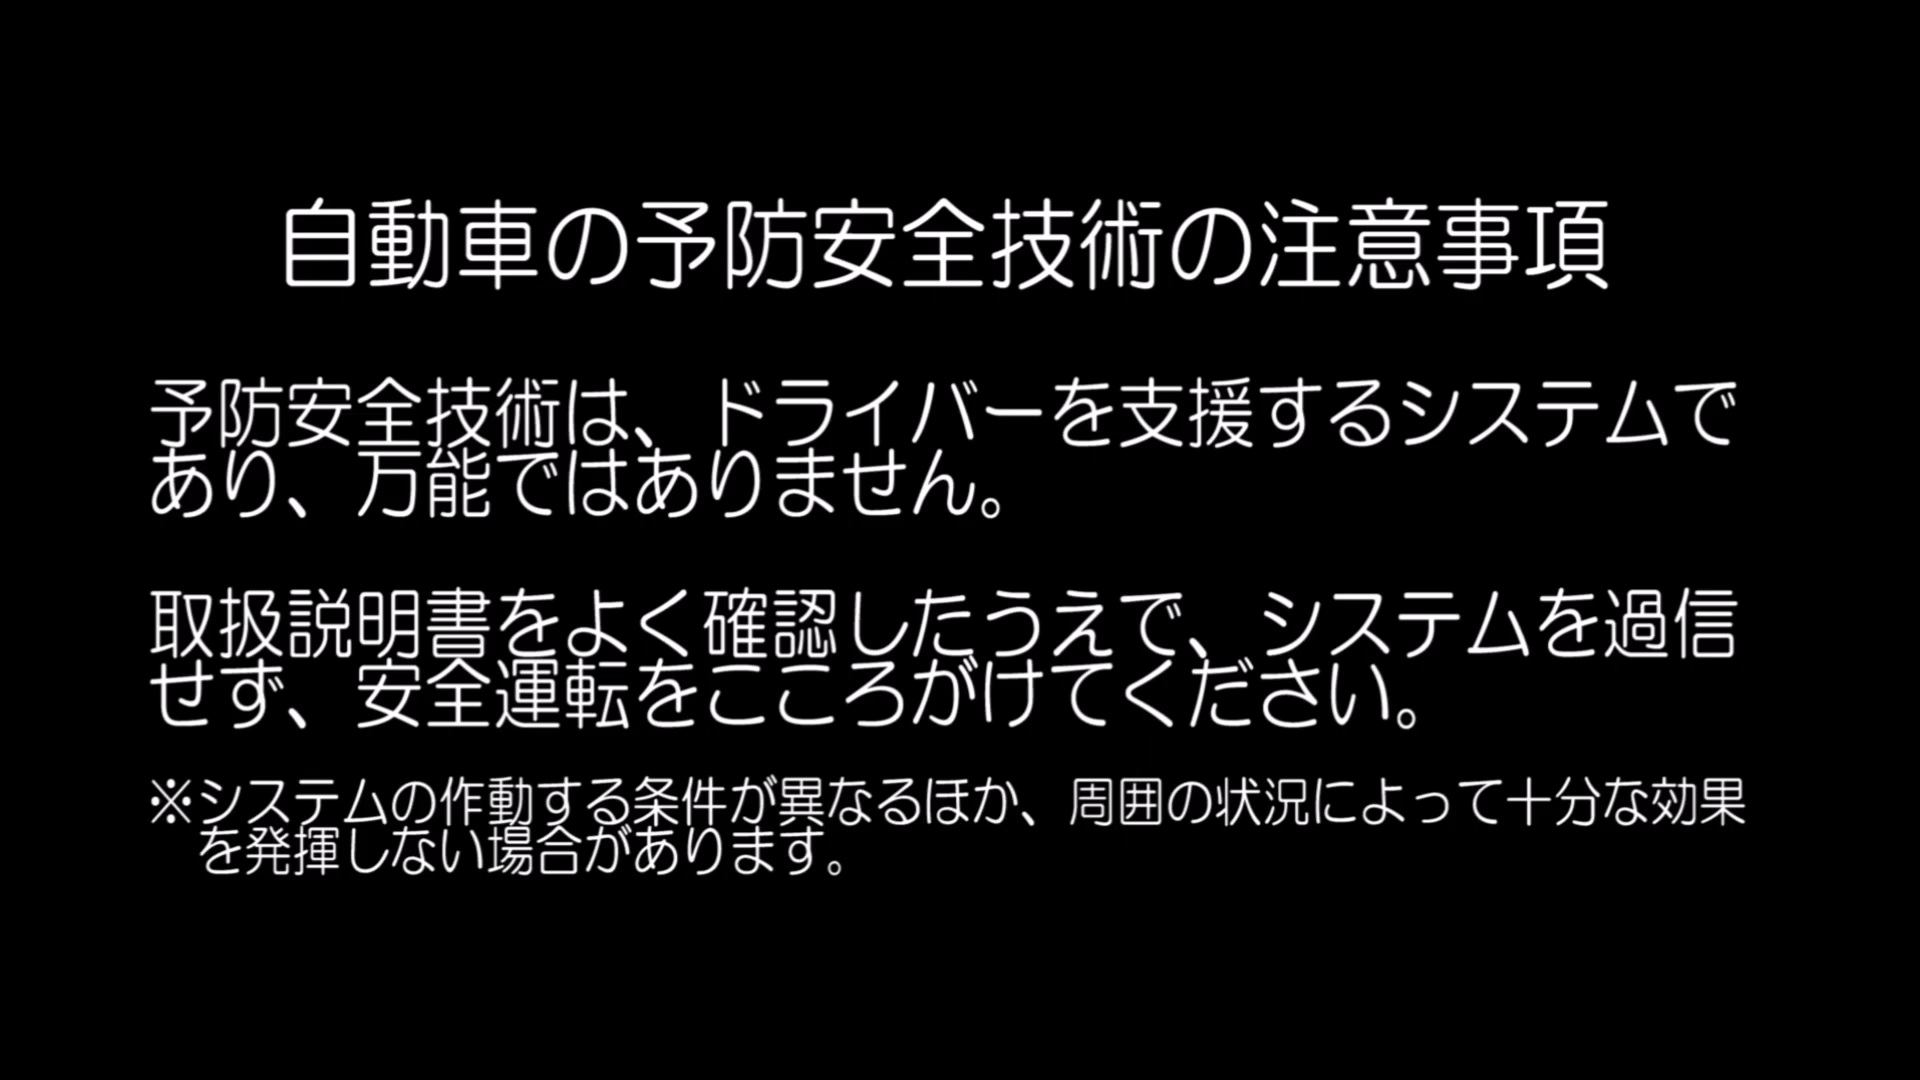 自動車の予防安全技術の注意事項
予防安全技術は、ドライバーを支援するシステムで
あり、万能ではありません。
取扱説明書をよく確認したうえで、システムを過信
せず、安全運転をこころがけてください。
※システムの作動する条件が異なるほか、周囲の状況によって十分な効果
を発揮しない場合があります。